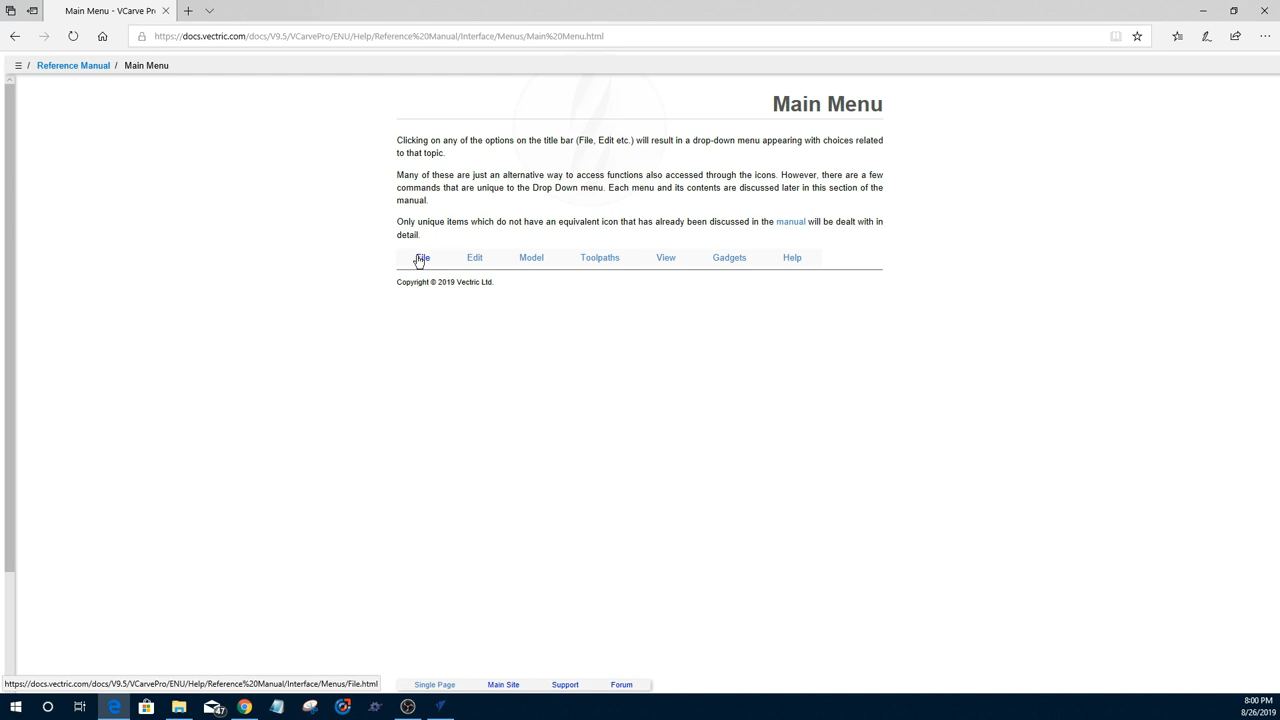 Main Menu - VCarve Pr
https://docs.vectric.com/docs/V9.5/VCarvePro/ENU/Help/Reference%20Manual/Interface/Menus/Main%20Menu.html
☰ / Reference Manual / Main Menu
Main Menu
Clicking on any of the options on the title bar (File, Edit etc.) will result in a drop-down menu appearing with choices related
to that topic.
Many of these are just an alternative way to access functions also accessed through the icons. However, there are a few
commands that are unique to the Drop Down menu. Each menu and its contents are discussed later in this section of the
manual.
Only unique items which do not have an equivalent icon that has already been discussed in the manual will be dealt with in
detail.
File Edit Model Toolpaths View Gadgets Help
Copyright © 2019 Vectric Ltd.
https://docs.vectric.com/docs/V9.5/VCarvePro/ENU/Help/Reference%20Manual/Interface/Menus/File.html
Single Page Main Site Support Forum
47
8:00 PM
8/26/2019